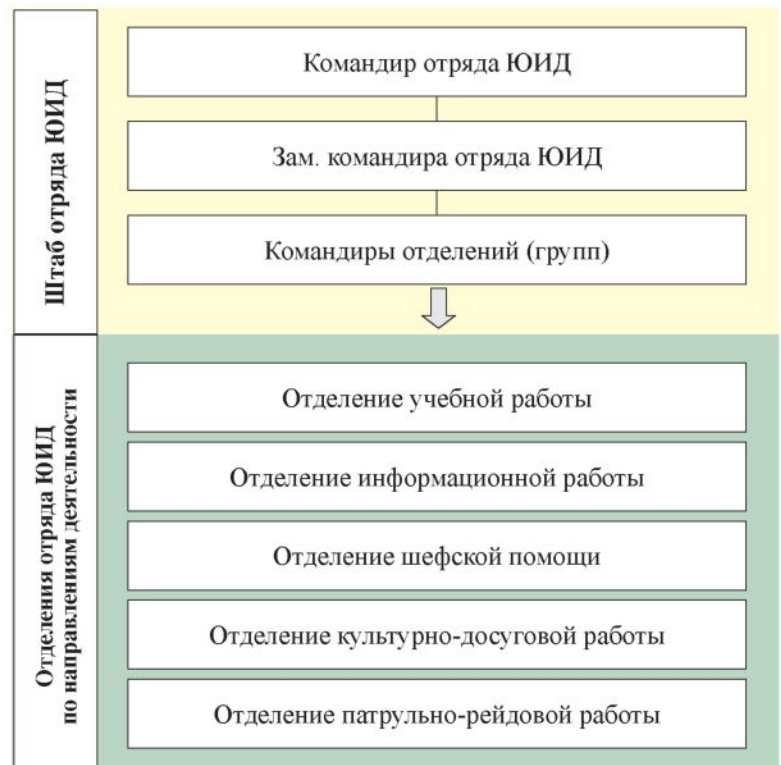 Штаб отряда ЮИД
Командир отряда ЮИД
Зам. командира отряда ЮИД
Командиры отделений (групп)
Отделения отряда ЮИД
по направлениям деятельности
Отделение учебной работы
Отделение информационной работы
Отделение шефской помощи
Отделение культурно-досуговой работы
Отделение патрульно-рейдовой работы